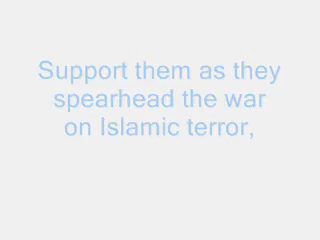 Support them as they
spearhead the war
on Islamic terror,